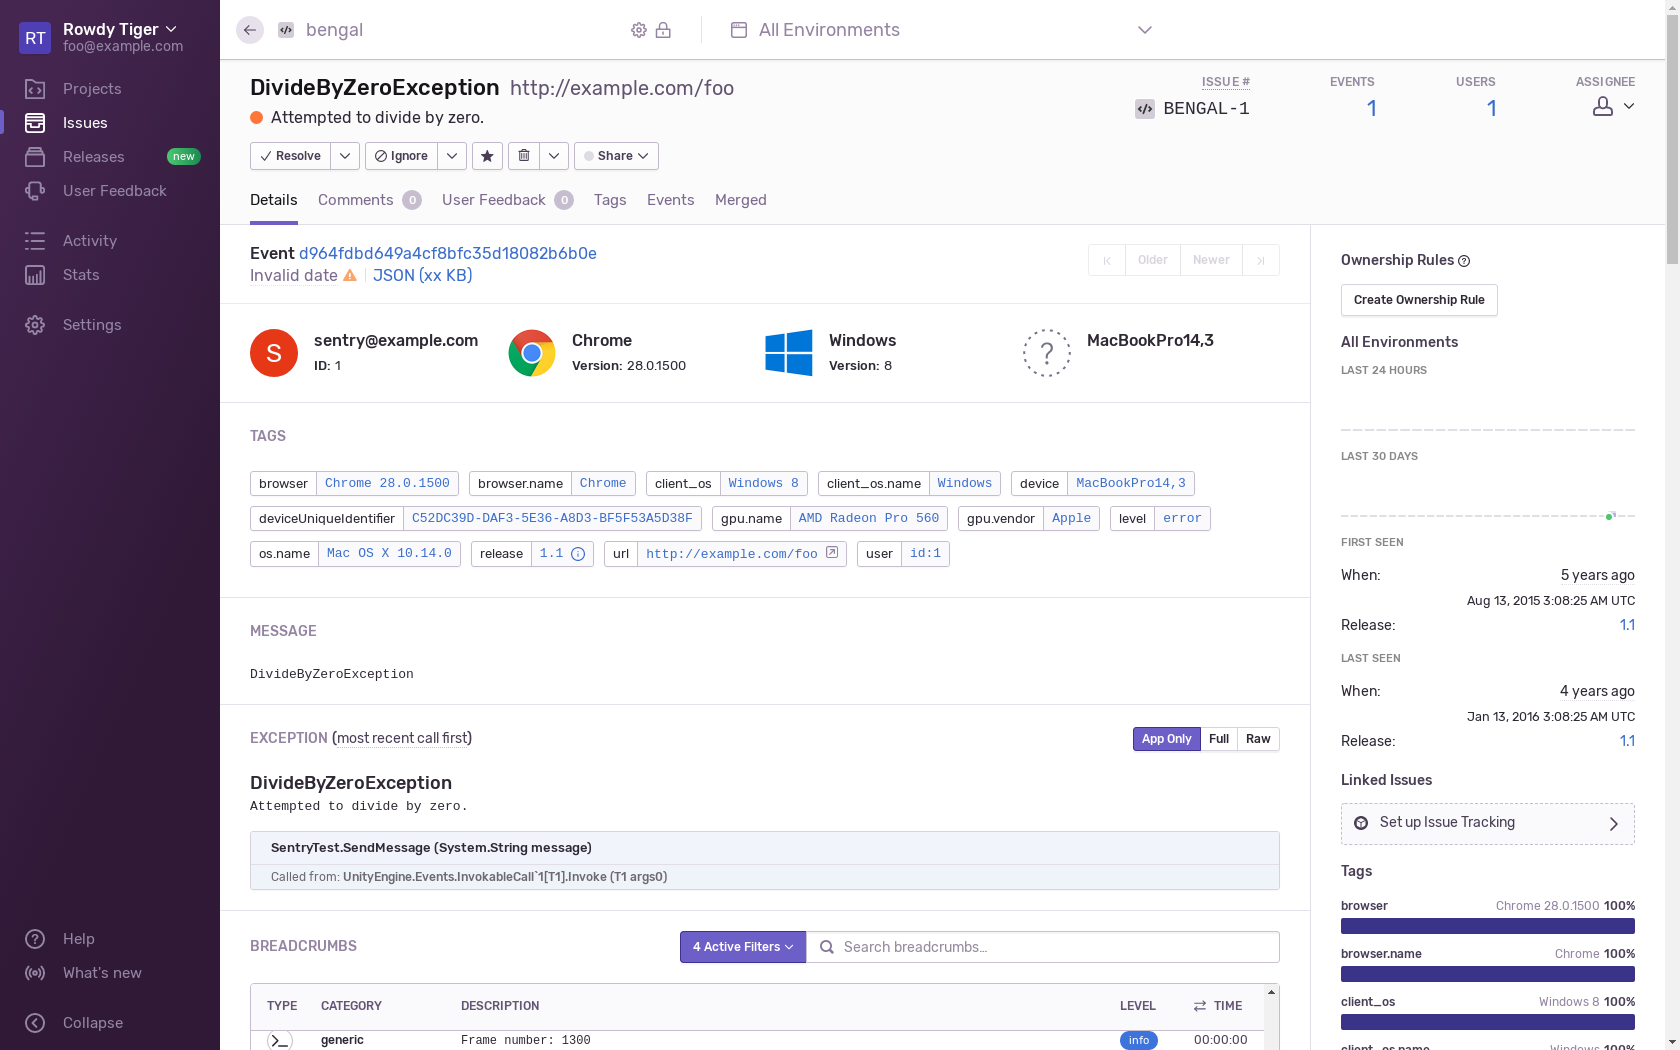 RT
Rowdy Tiger
foo@example.com
Projects
Issues
Releases new
User Feedback
Activity
Stats
Settings
Help
What's new
Collapse
bengal
All Environments
DivideByZeroException http://example.com/foo
Attempted to divide by zero.
ISSUE #
BENGAL-1
EVENTS
1
USERS
1
ASSIGNEE
Resolve
Ignore
Share
Details
Comments 0
User Feedback 0
Tags
Events
Merged
Event d964fdbd649a4cf8bfc35d18082b6b0e
Invalid date JSON (xx KB)
Older
Newer
S
sentry@example.com
ID: 1
Chrome
Version: 28.0.1500
Windows
Version: 8
?
MacBookPro14,3
TAGS
browser Chrome 28.0.1500 browser.name Chrome client_os Windows 8 client_os.name Windows device MacBookPro14,3
deviceUniqueIdentifier C52DC39D-DAF3-5E36-A8D3-BF5F53A5D38F gpu.name AMD Radeon Pro 560 gpu.vendor Apple level error
os.name Mac OS X 10.14.0 release 1.1 url http://example.com/foo user id:1
MESSAGE
DivideByZeroException
EXCEPTION (most recent call first)
App Only Full Raw
DivideByZeroException
Attempted to divide by zero.
SentryTest.SendMessage (System.String message)
Called from: UnityEngine.Events.InvokableCall`1[T1].Invoke (T1 args0)
BREADCRUMBS
4 Active Filters
Search breadcrumbs...
TYPE CATEGORY DESCRIPTION LEVEL TIME
generic Frame number: 1300 info 00:00:00
Ownership Rules
Create Ownership Rule
All Environments
LAST 24 HOURS
LAST 30 DAYS
FIRST SEEN
When: 5 years ago
Aug 13, 2015 3:08:25 AM UTC
Release: 1.1
LAST SEEN
When: 4 years ago
Jan 13, 2016 3:08:25 AM UTC
Release: 1.1
Linked Issues
Set up Issue Tracking
Tags
browser Chrome 28.0.1500 100%
browser.name Chrome 100%
client_os Windows 8 100%
client_os.name Windows 100%